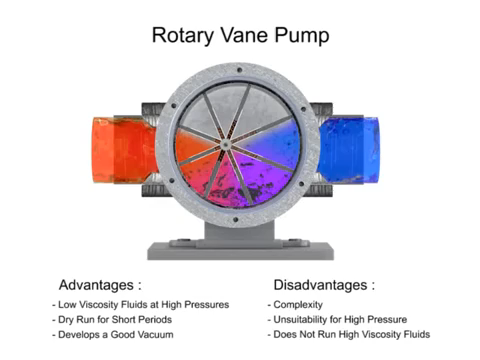 Rotary Vane Pump
Advantages :
- Low Viscosity Fluids at High Pressures
- Dry Run for Short Periods
- Develops a Good Vacuum
Disadvantages :
- Complexity
- Unsuitability for High Pressure
- Does Not Run High Viscosity Fluids